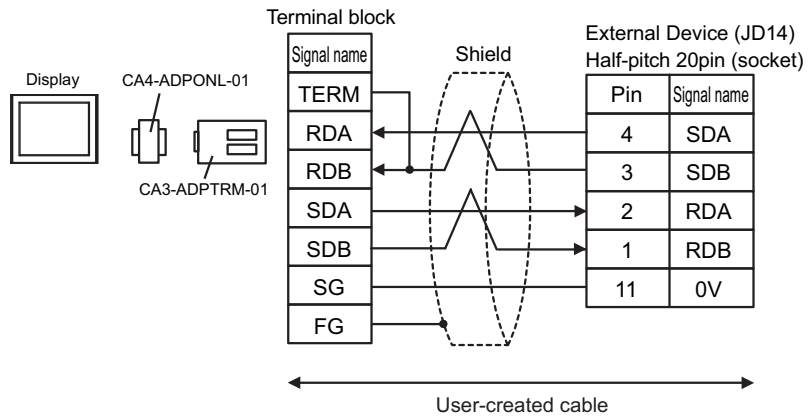 Terminal block
External Device (JD14)
Half-pitch 20pin (socket)
Display
CA4-ADPONL-01
CA3-ADPTRM-01
Shield
Signal name
TERM
RDA
RDB
SDA
SDB
SG
FG
Pin Signal name
4 SDA
3 SDB
2 RDA
1 RDB
11 0V
User-created cable